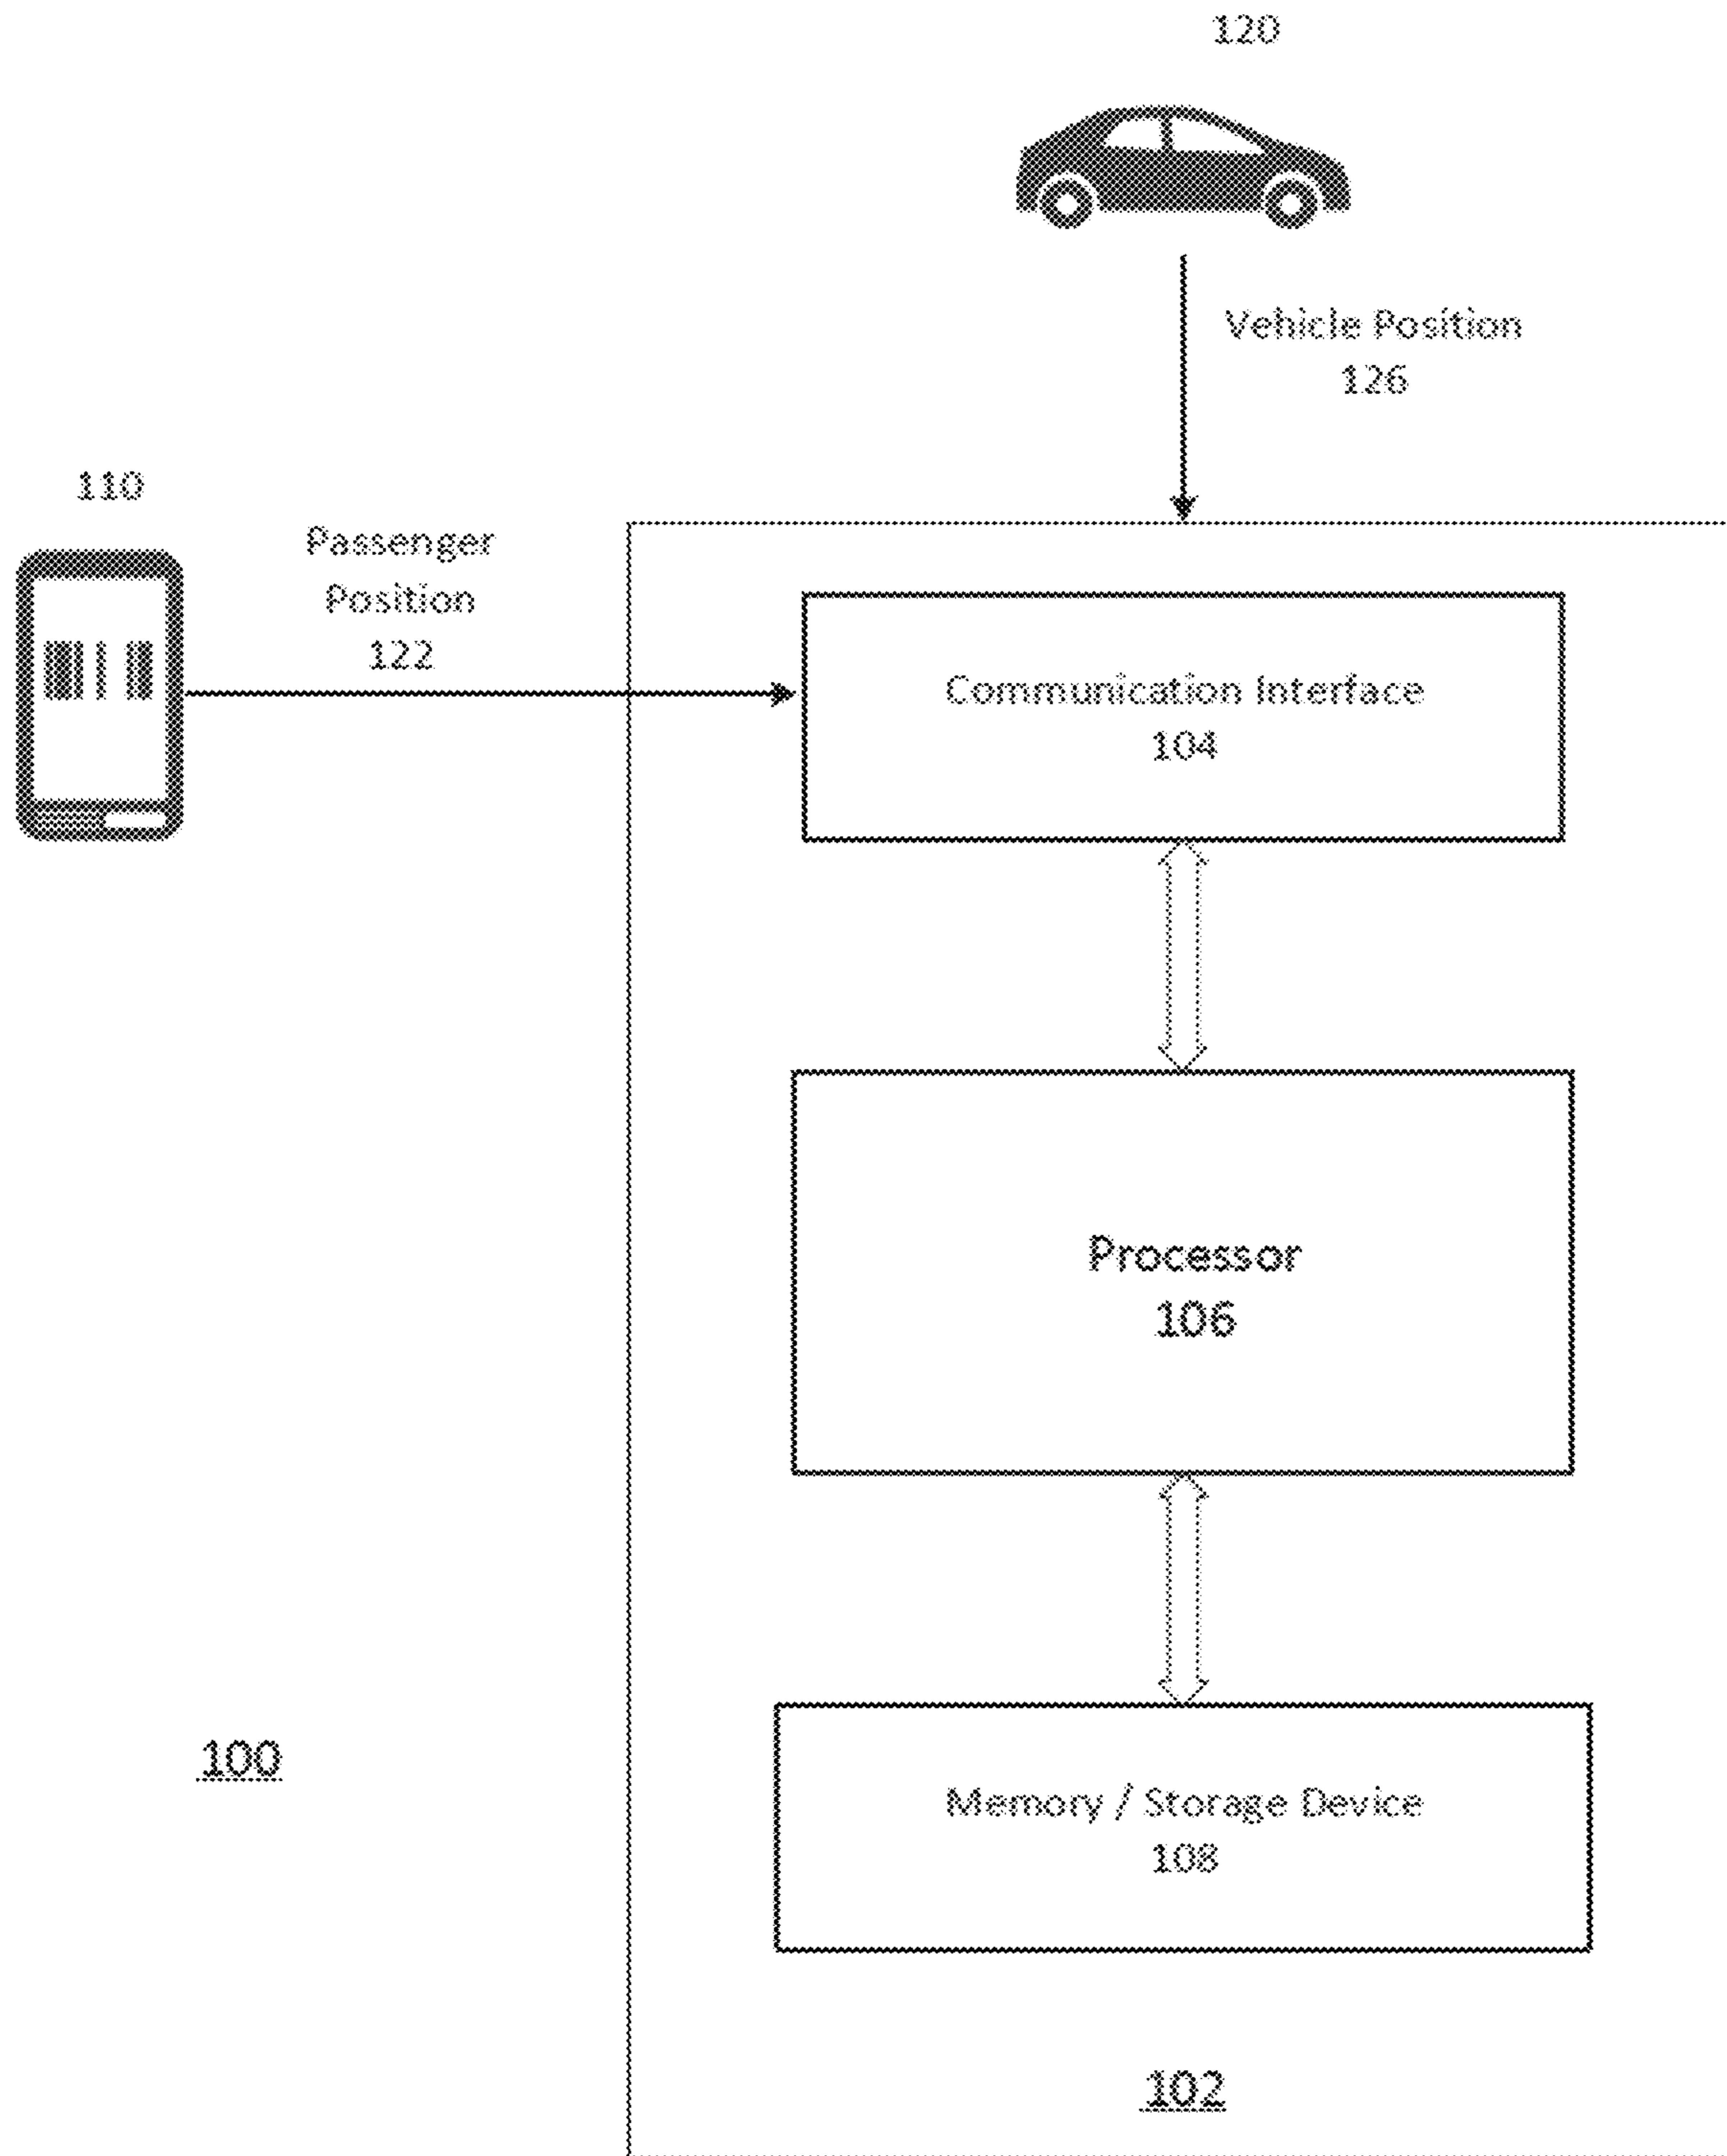 120
Vehicle Position
126
110
Passenger
Position
122
Communication Interface
104
Processor
106
100
Memory / Storage Device
108
102